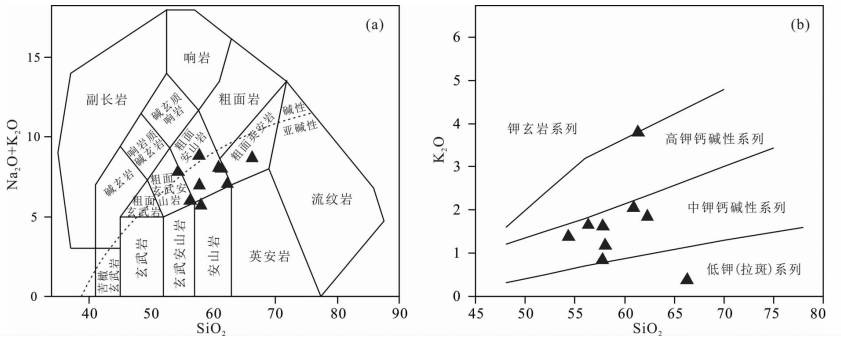 (a)
Na₂O+K₂O
15
10
5
0
40
50
60
70
80
90
SiO₂
响岩
副长岩
碱玄质
响岩
粗面岩
碱性
亚碱性
响岩质
碱玄岩
粗面
安山岩
粗面英安岩
碱玄岩
粗面
玄武安
山岩
粗面
玄武岩
流纹岩
苦橄
玄武岩
玄武岩
玄武安山岩
安山岩
英安岩
(b)
K₂O
6
5
4
3
2
1
0
45
50
55
60
65
70
75
80
SiO₂
钾玄岩系列
高钾钙碱性系列
中钾钙碱性系列
低钾(拉斑)系列